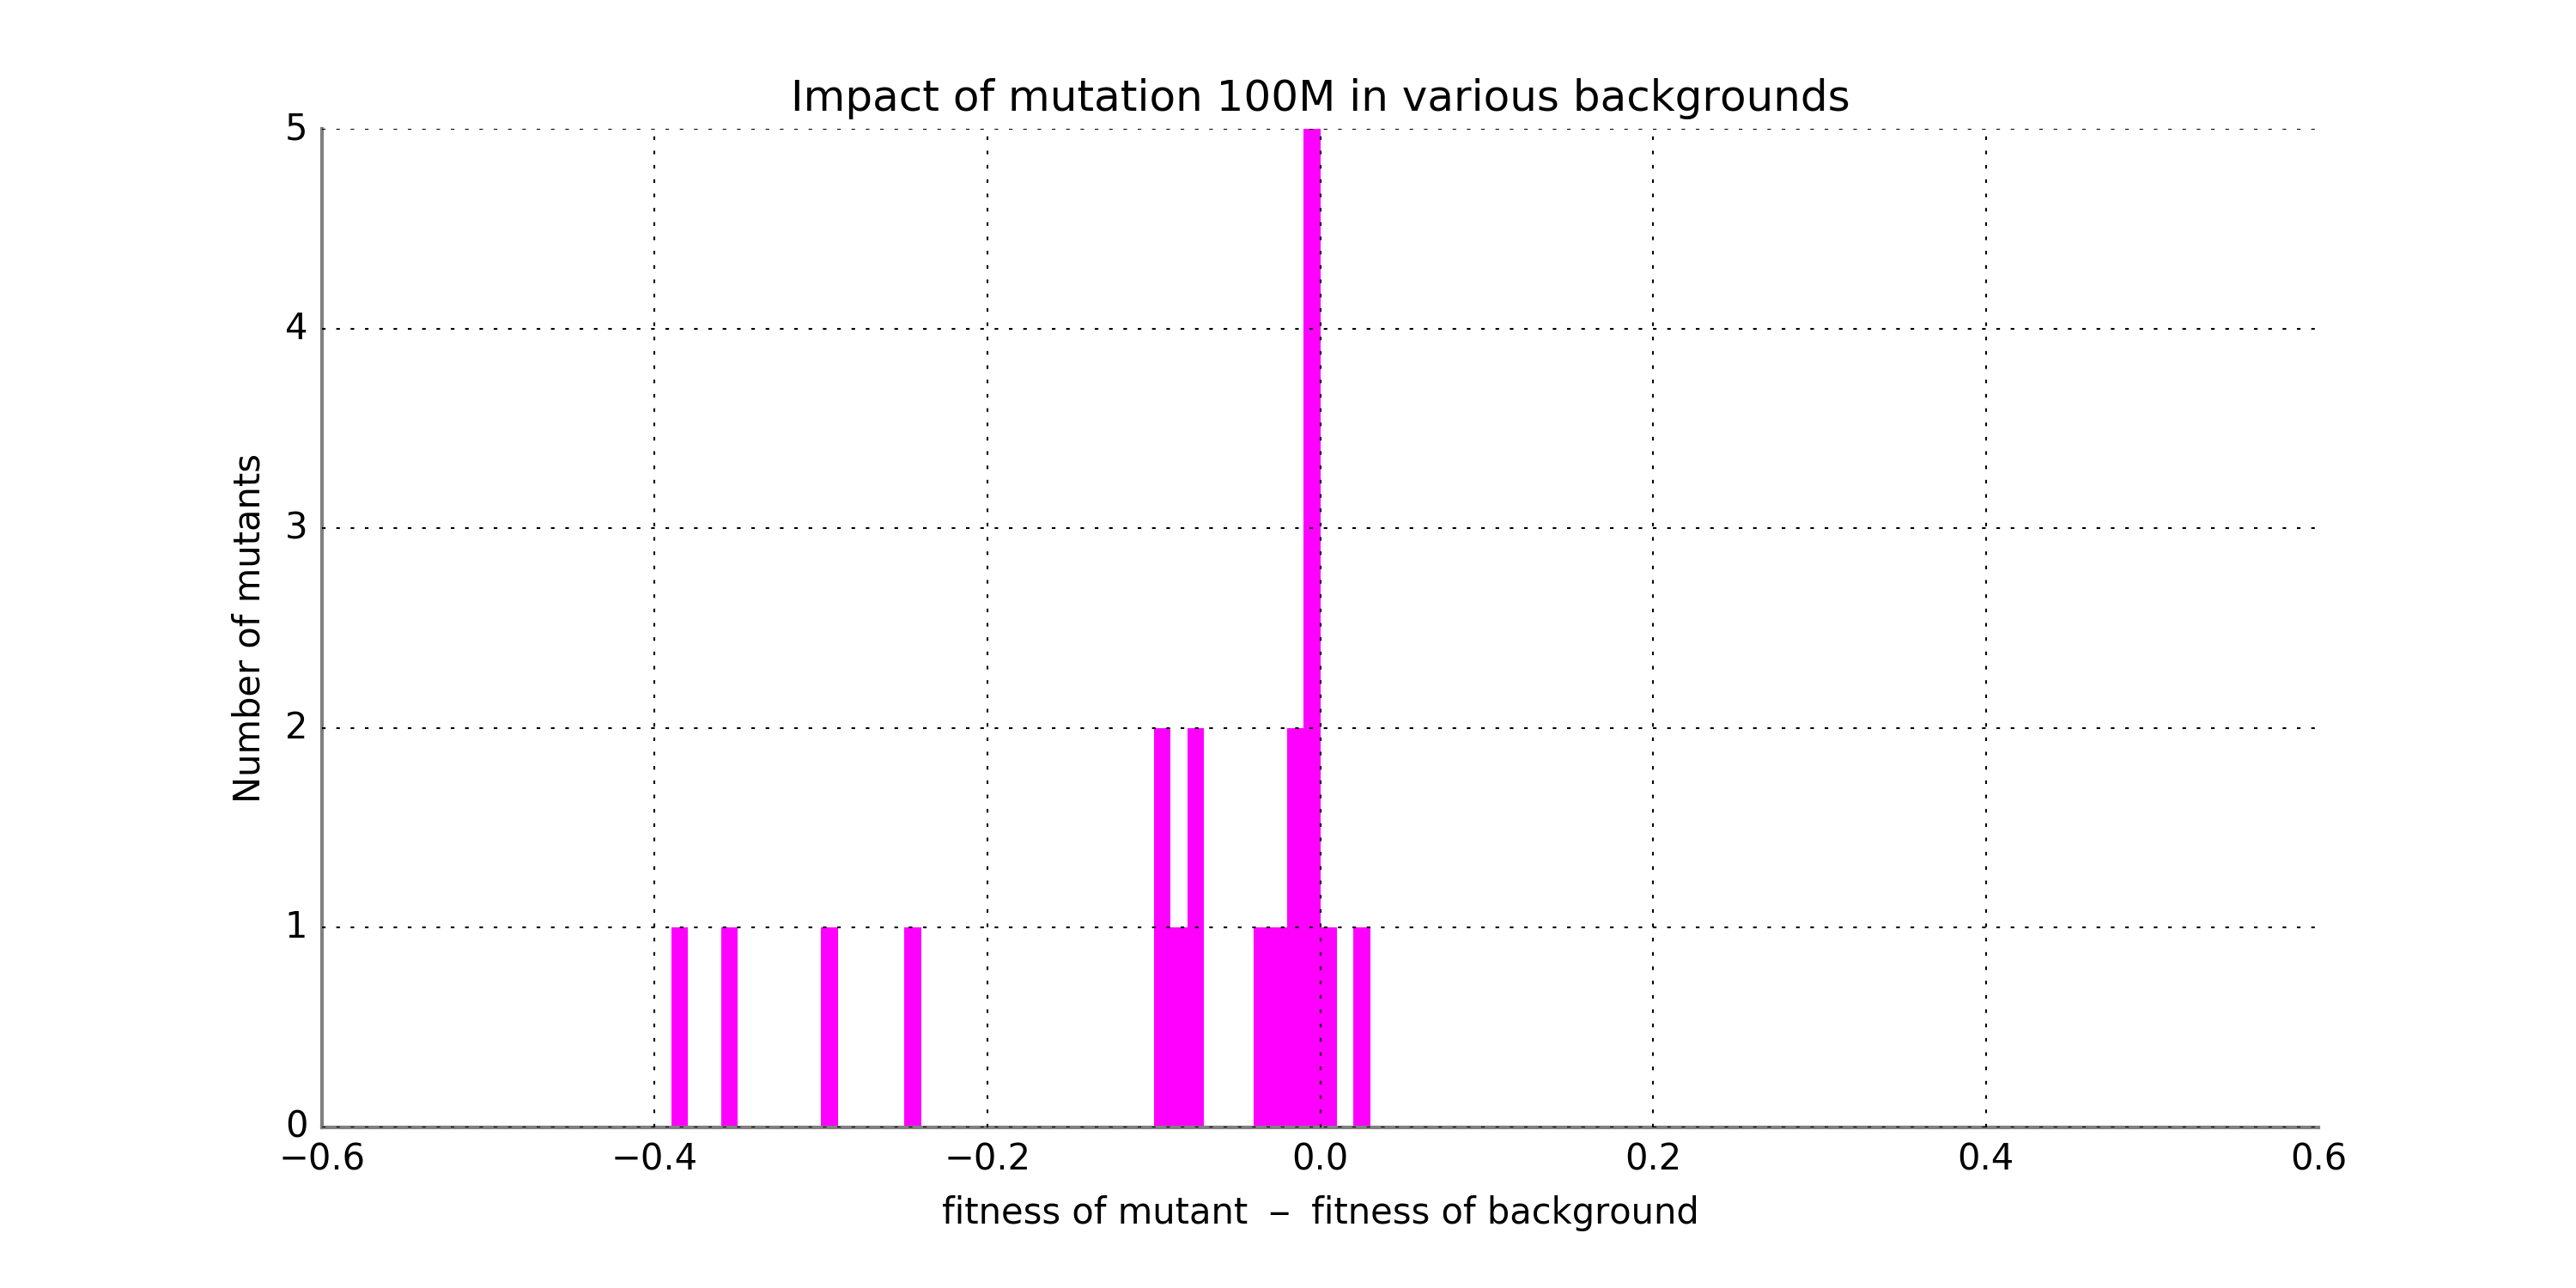 Impact of mutation 100M in various backgrounds
5
4
3
2
1
0
Number of mutants
−0.6 −0.4 −0.2 0.0 0.2 0.4 0.6
fitness of mutant − fitness of background